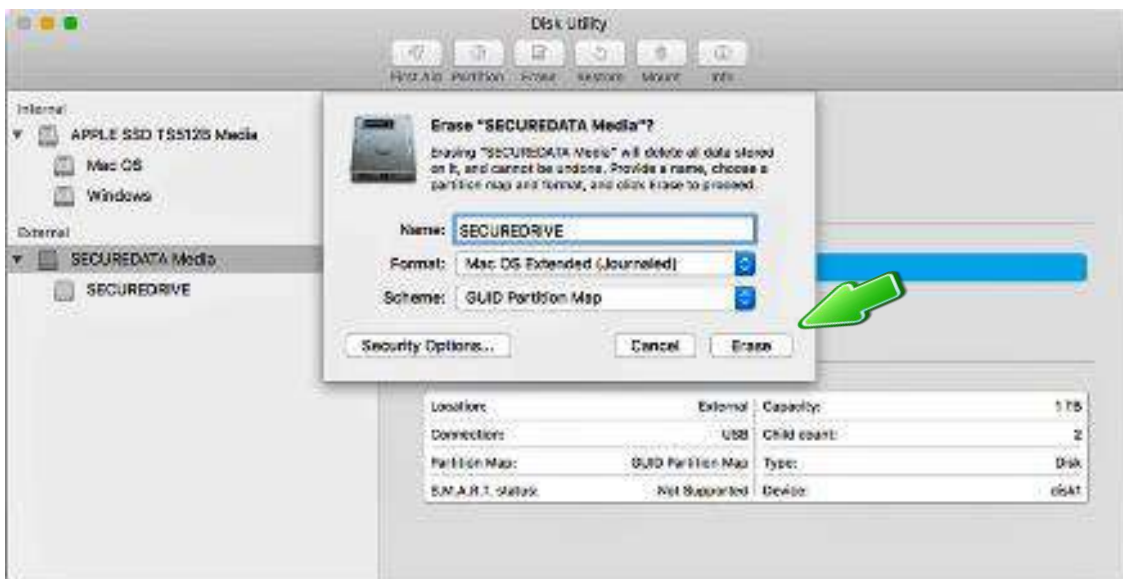 Disk Utility
First Aid Partition Erase Restore Mount Info
Internal
APPLE SSD TS512B Media
Mac OS
Windows
External
SECUREDATA Media
SECUREDRIVE
Erase "SECUREDATA Media"?
Erasing "SECUREDATA Media" will delete all data stored
on it, and cannot be undone. Provide a name, choose a
partition map and format, and click Erase to proceed.
Name: SECUREDRIVE
Format: Mac OS Extended (Journaled)
Scheme: GUID Partition Map
Security Options... Cancel Erase
Location: External Capacity: 1 TB
Connection: USB Child count: 2
Partition Map: GUID Partition Map Type: Disk
S.M.A.R.T. status: Not Supported Device: disk1